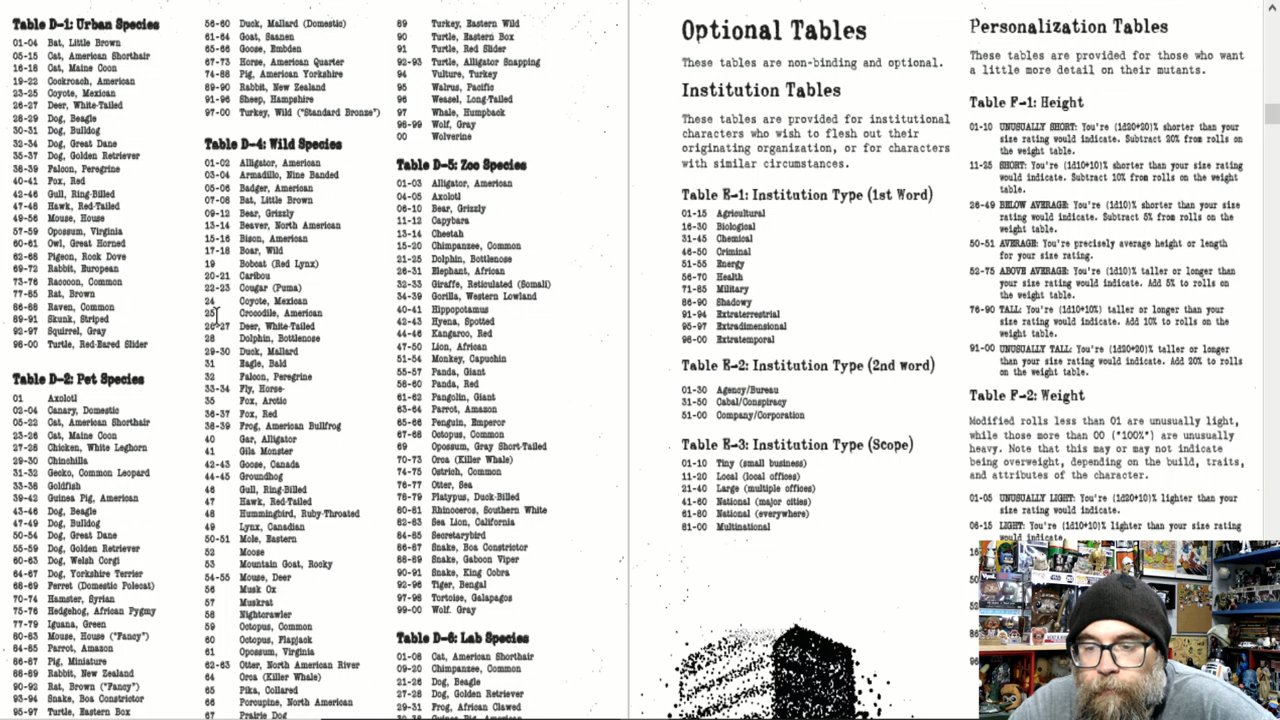 Table D-1: Urban Species
01-04 Bat, Little Brown
05-15 Cat, American Shorthair
16-18 Cat, Maine Coon
19-22 Cockroach, American
23-25 Coyote, Mexican
26-27 Deer, White-Tailed
28-29 Dog, Beagle
30-31 Dog, Bulldog
32-34 Dog, Great Dane
35-37 Dog, Golden Retriever
38-39 Falcon, Peregrine
40-41 Fox, Red
42-46 Gull, Ring-Billed
47-48 Hawk, Red-Tailed
49-56 Mouse, House
57-59 Opossum, Virginia
60-61 Owl, Great Horned
62-68 Pigeon, Rock Dove
69-72 Rabbit, European
73-76 Raccoon, Common
77-85 Rat, Brown
86-88 Raven, Common
89-91 Skunk, Striped
92-97 Squirrel, Gray
98-00 Turtle, Red-Eared Slider
Table D-2: Pet Species
01 Axolotl
02-04 Canary, Domestic
05-22 Cat, American Shorthair
23-26 Cat, Maine Coon
27-28 Chicken, White Leghorn
29-30 Chinchilla
31-32 Gecko, Common Leopard
33-38 Goldfish
39-42 Guinea Pig, American
43-46 Dog, Beagle
47-49 Dog, Bulldog
50-54 Dog, Great Dane
55-59 Dog, Golden Retriever
60-63 Dog, Welsh Corgi
64-67 Dog, Yorkshire Terrier
68-69 Ferret (Domestic Polecat)
70-74 Hamster, Syrian
75-76 Hedgehog, African Pygmy
77-79 Iguana, Green
80-83 Mouse, House ("Fancy")
84-85 Parrot, Amazon
86-87 Pig, Miniature
88-89 Rabbit, New Zealand
90-92 Rat, Brown ("Fancy")
93-94 Snake, Boa Constrictor
95-97 Turtle, Eastern Box
56-60 Duck, Mallard (Domestic)
61-64 Goat, Saanen
65-66 Goose, Embden
67-73 Horse, American Quarter
74-88 Pig, American Yorkshire
89-90 Rabbit, New Zealand
91-96 Sheep, Hampshire
97-00 Turkey, Wild ("Standard Bronze")
Table D-4: Wild Species
01-02 Alligator, American
03-04 Armadillo, Nine Banded
05-06 Badger, American
07-08 Bat, Little Brown
09-12 Bear, Grizzly
13-14 Beaver, North American
15-16 Bison, American
17-18 Boar, Wild
19 Bobcat (Red Lynx)
20-21 Caribou
22-23 Cougar (Puma)
24 Coyote, Mexican
25 Crocodile, American
26-27 Deer, White-Tailed
28 Dolphin, Bottlenose
29-30 Duck, Mallard
31 Eagle, Bald
32 Falcon, Peregrine
33-34 Fly, Horse-
35 Fox, Arctic
36-37 Fox, Red
38-39 Frog, American Bullfrog
40 Gar, Alligator
41 Gila Monster
42-43 Goose, Canada
44-45 Groundhog
46 Gull, Ring-Billed
47 Hawk, Red-Tailed
48 Hummingbird, Ruby-Throated
49 Lynx, Canadian
50-51 Mole, Eastern
52 Moose
53 Mountain Goat, Rocky
54-55 Mouse, Deer
56 Musk Ox
57 Muskrat
58 Nightcrawler
59 Octopus, Common
60 Octopus, Flapjack
61 Opossum, Virginia
62-63 Otter, North American River
64 Orca (Killer Whale)
65 Pika, Collared
66 Porcupine, North American
67 Prairie Dog
89 Turkey, Eastern Wild
90 Turtle, Eastern Box
91 Turtle, Red Slider
92-93 Turtle, Alligator Snapping
94 Vulture, Turkey
95 Walrus, Pacific
96 Weasel, Long-Tailed
97 Whale, Humpback
98-99 Wolf, Gray
00 Wolverine
Table D-5: Zoo Species
01-03 Alligator, American
04-05 Axolotl
06-10 Bear, Grizzly
11-12 Capybara
13-14 Cheetah
15-20 Chimpanzee, Common
21-25 Dolphin, Bottlenose
26-31 Elephant, African
32-33 Giraffe, Reticulated (Somali)
34-39 Gorilla, Western Lowland
40-41 Hippopotamus
42-43 Hyena, Spotted
44-46 Kangaroo, Red
47-50 Lion, African
51-54 Monkey, Capuchin
55-57 Panda, Giant
58-60 Panda, Red
61-62 Pangolin, Giant
63-64 Parrot, Amazon
65-66 Penguin, Emperor
67-68 Octopus, Common
69 Opossum, Gray Short-Tailed
70-73 Orca (Killer Whale)
74-75 Ostrich, Common
76-77 Otter, Sea
78-79 Platypus, Duck-Billed
80-81 Rhinoceros, Southern White
82-83 Sea Lion, California
84-85 Secretarybird
86-87 Snake, Boa Constrictor
88-89 Snake, Gaboon Viper
90-91 Snake, King Cobra
92-96 Tiger, Bengal
97-98 Tortoise, Galapagos
99-00 Wolf, Gray
Table D-6: Lab Species
01-08 Cat, American Shorthair
09-20 Chimpanzee, Common
21-26 Dog, Beagle
27-28 Dog, Golden Retriever
29-31 Frog, African Clawed
Optional Tables
These tables are non-binding and optional.
Institution Tables
These tables are provided for institutional
characters who wish to flesh out their
originating organization, or for characters
with similar circumstances.
Table E-1: Institution Type (1st Word)
01-15 Agricultural
16-30 Biological
31-45 Chemical
46-50 Criminal
51-55 Energy
56-70 Health
71-85 Military
86-90 Shadowy
91-94 Extraterrestrial
95-97 Extradimensional
98-00 Extratemporal
Table E-2: Institution Type (2nd word)
01-30 Agency/Bureau
31-50 Cabal/Conspiracy
51-00 Company/Corporation
Table E-3: Institution Type (Scope)
01-10 Tiny (small business)
11-20 Local (local offices)
21-40 Large (multiple offices)
41-60 National (major cities)
61-80 National (everywhere)
81-00 Multinational
Personalization Tables
These tables are provided for those who want
a little more detail on their mutants.
Table F-1: Height
01-10 UNUSUALLY SHORT: You're (1d20+20)% shorter than your
size rating would indicate. Subtract 20% from rolls on
the weight table.
11-25 SHORT: You're (1d10+10)% shorter than your size rating
would indicate. Subtract 10% from rolls on the weight
table.
26-49 BELOW AVERAGE: You're (1d10)% shorter than your size
rating would indicate. Subtract 5% from rolls on the
weight table.
50-51 AVERAGE: You're precisely average height or length
for your size rating.
52-75 ABOVE AVERAGE: You're (1d10)% taller or longer than
your size rating would indicate. Add 5% to rolls on
the weight table.
76-90 TALL: You're (1d10+10%) taller or longer than your
size rating would indicate. Add 10% to rolls on the
weight table.
91-00 UNUSUALLY TALL: You're (1d20+20)% taller or longer
than your size rating would indicate. Add 20% to rolls
on the weight table.
Table F-2: Weight
Modified rolls less than 01 are unusually light,
while those more than 00 ("100%") are unusually
heavy. Note that this may or may not indicate
being overweight, depending on the build, traits,
and attributes of the character.
01-05 UNUSUALLY LIGHT: You're (1d20+10)% lighter than your
size rating would indicate.
06-15 LIGHT: You're (1d10+10)% lighter than your size rating
would indicate.